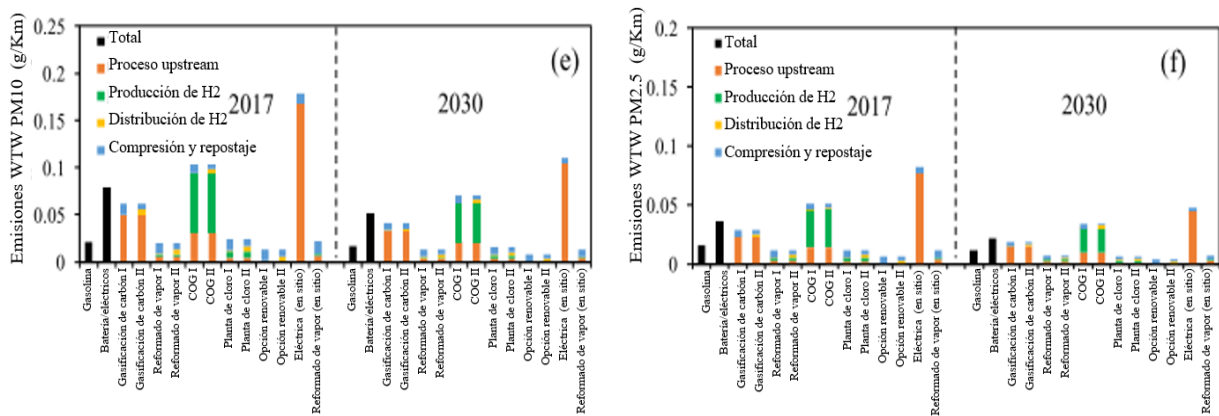 Emisiones WTW PM10 (g/Km)
0.25
0.2
0.15
0.1
0.05
0
Total
Proceso upstream
Producción de H2
Distribución de H2
Compresión y repostaje
2017
2030
(e)
Gasolina
Batería/eléctricos
Gasificación de carbón I
Gasificación de carbón II
Reformado de vapor I
Reformado de vapor II
COG I
COG II
Planta de cloro I
Planta de cloro II
Opción renovable I
Opción renovable II
Eléctrica (en sitio)
Reformado de vapor (en sitio)
Gasolina
Batería/eléctricos
Gasificación de carbón I
Gasificación de carbón II
Reformado de vapor I
Reformado de vapor II
COG I
COG II
Planta de cloro I
Planta de cloro II
Opción renovable I
Opción renovable II
Eléctrica (en sitio)
Reformado de vapor (en sitio)
Emisiones WTW PM2.5 (g/Km)
0.2
0.15
0.1
0.05
0
Total
Proceso upstream
Producción de H2
Distribución de H2
Compresión y repostaje
2017
2030
(f)
Gasolina
Batería/eléctricos
Gasificación de carbón I
Gasificación de carbón II
Reformado de vapor I
Reformado de vapor II
COG I
COG II
Planta de cloro I
Planta de cloro II
Opción renovable I
Opción renovable II
Eléctrica (en sitio)
Reformado de vapor (en sitio)
Gasolina
Batería/eléctricos
Gasificación de carbón I
Gasificación de carbón II
Reformado de vapor I
Reformado de vapor II
COG I
COG II
Planta de cloro I
Planta de cloro II
Opción renovable I
Opción renovable II
Eléctrica (en sitio)
Reformado de vapor (en sitio)